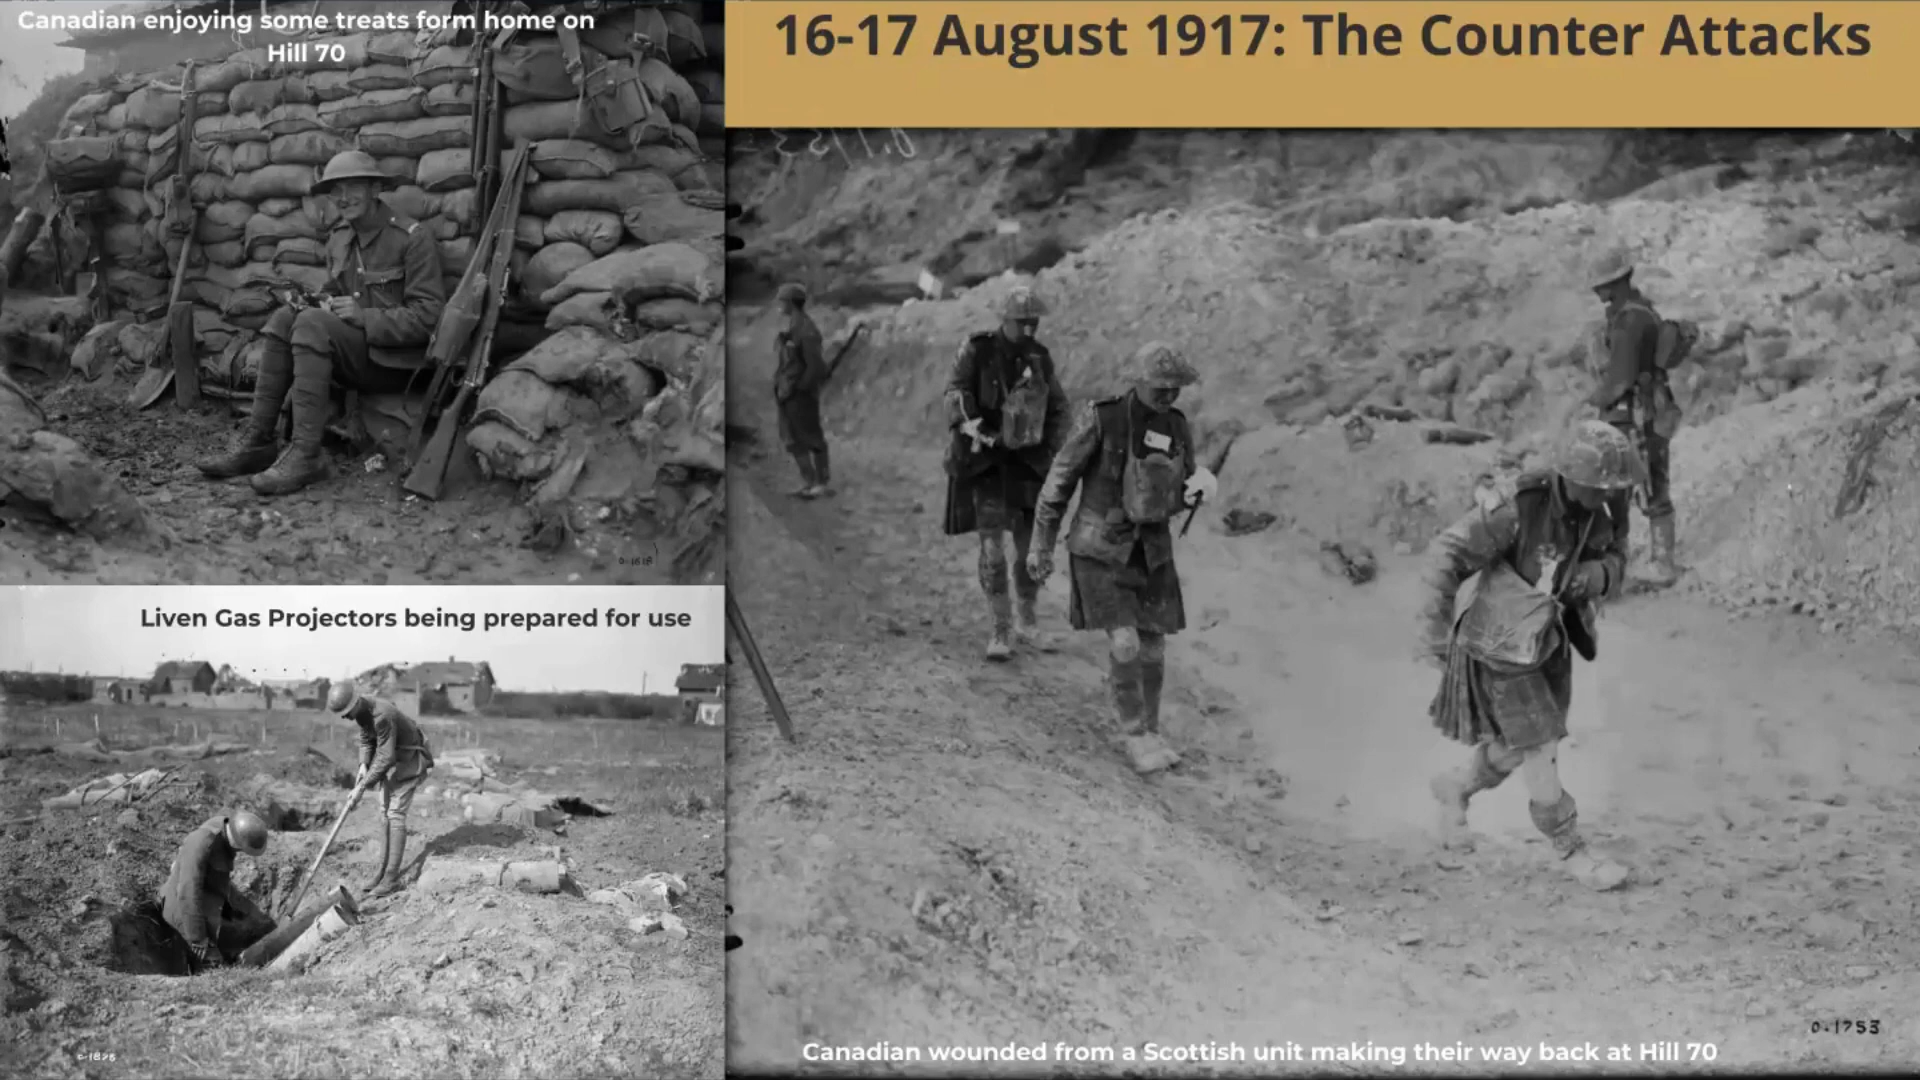 Canadian enjoying some treats form home on
Hill 70
16-17 August 1917: The Counter Attacks
O-1618
Liven Gas Projectors being prepared for use
O-1753
Canadian wounded from a Scottish unit making their way back at Hill 70